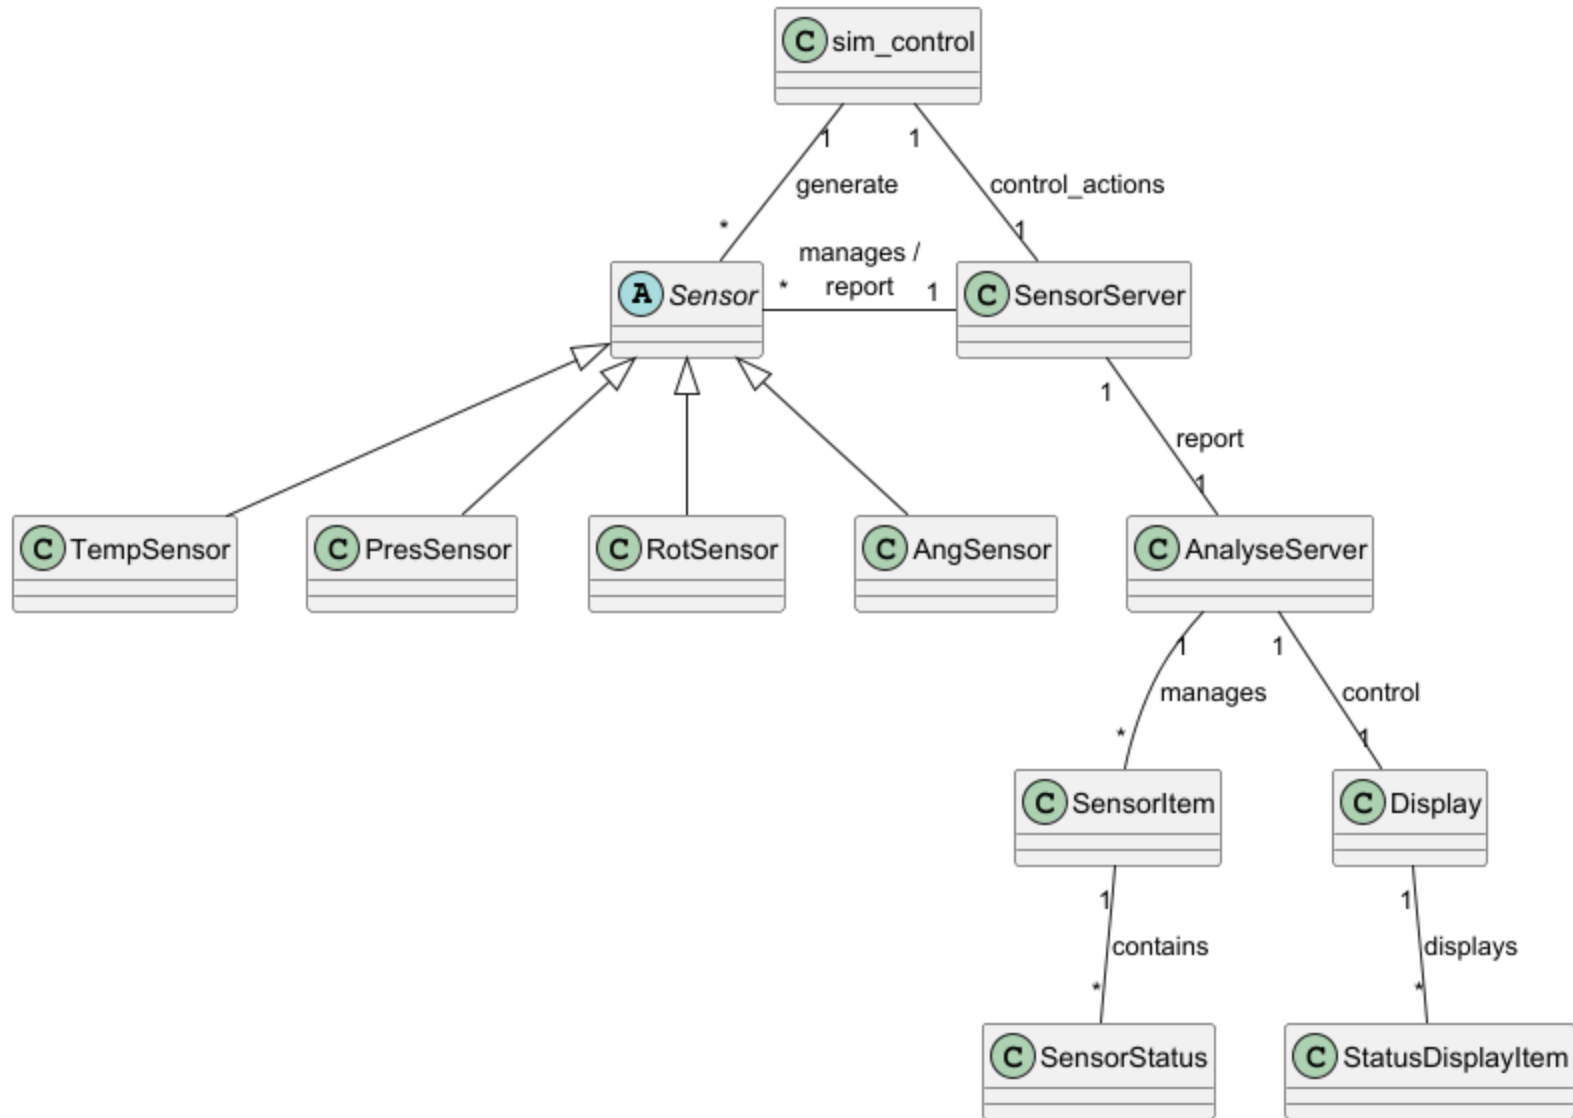 C sim_control
1
1
generate
control_actions
*
1
manages /
report
*
1
A Sensor
C SensorServer
1
report
1
C TempSensor
C PresSensor
C RotSensor
C AngSensor
C AnalyseServer
1
1
manages
control
*
1
C SensorItem
C Display
1
1
contains
displays
*
*
C SensorStatus
C StatusDisplayItem